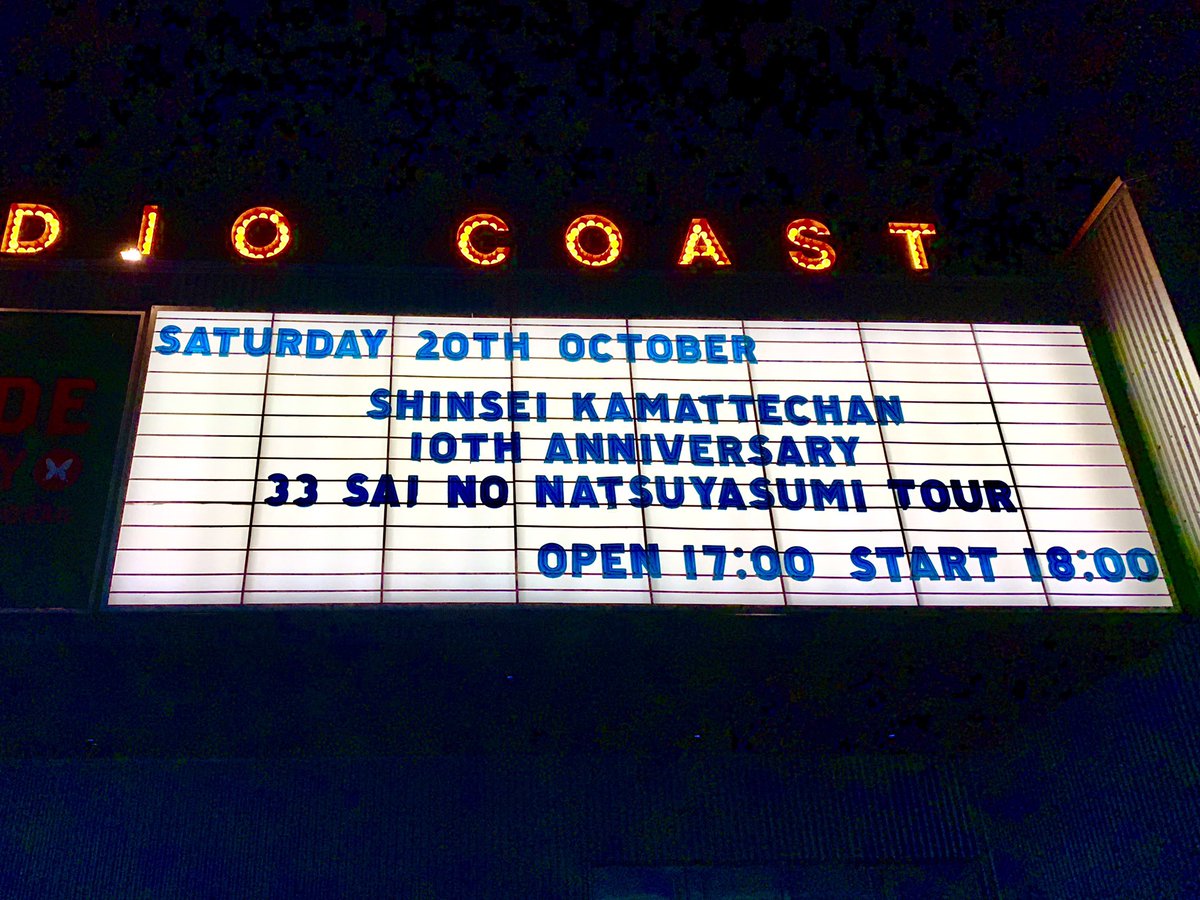 DIO COAST
SATURDAY 20TH OCTOBER
SHINSEI KAMATTECHAN
10TH ANNIVERSARY
33 SAI NO NATSUYASUMI TOUR
OPEN 17:00 START 18:00
DE
Y